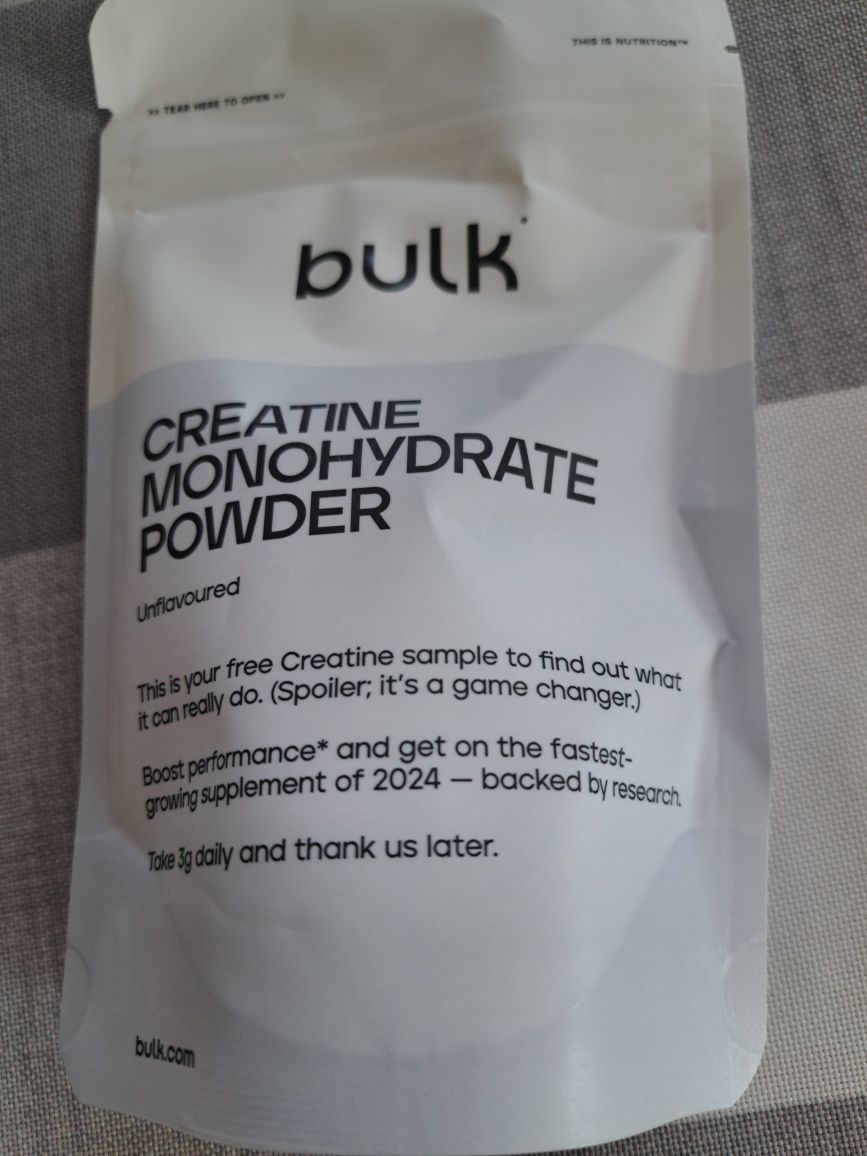 THIS IS NUTRITION™
>> TEAR HERE TO OPEN >>
bulk
CREATINE
MONOHYDRATE
POWDER
Unflavoured
This is your free Creatine sample to find out what
it can really do. (Spoiler; it's a game changer.)
Boost performance* and get on the fastest-
growing supplement of 2024 — backed by research.
Take 3g daily and thank us later.
bulk.com